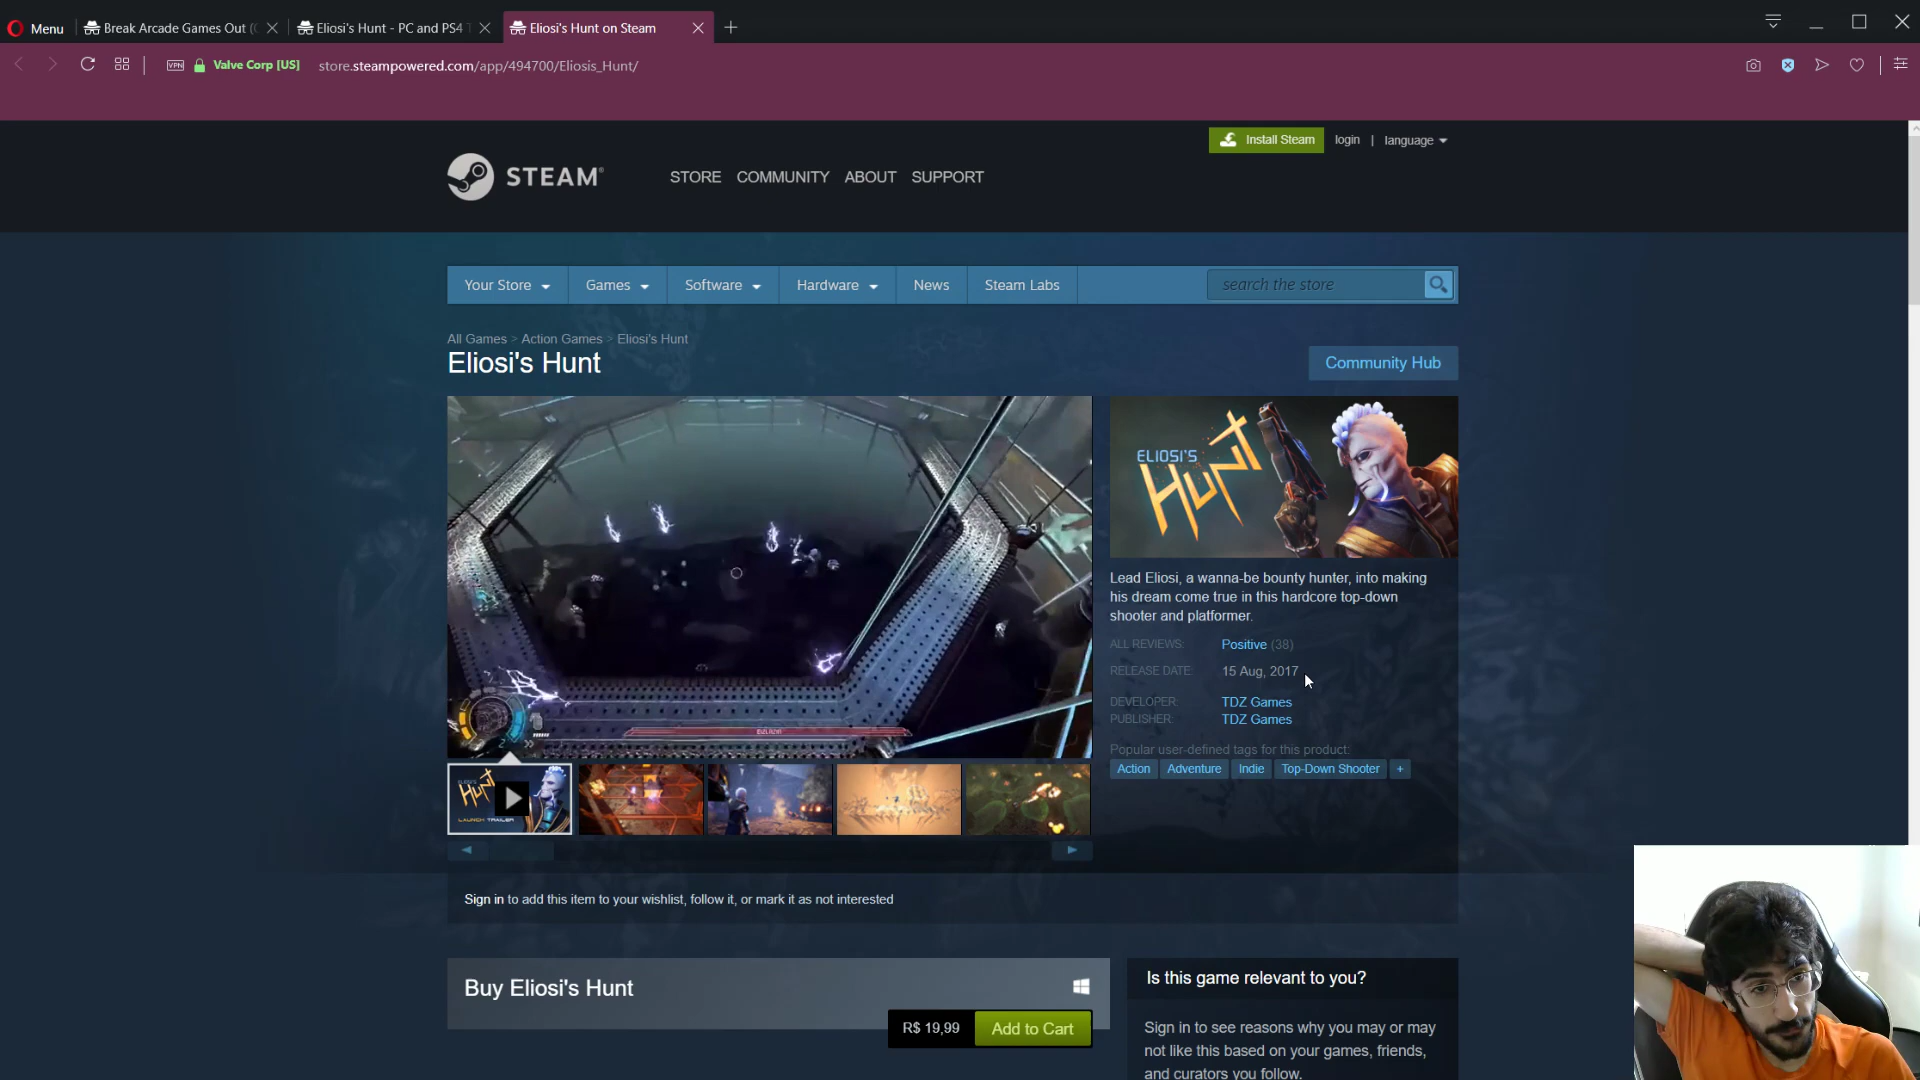 Menu
Break Arcade Games Out (
Eliosi's Hunt - PC and PS4 T
Eliosi's Hunt on Steam
VPN
Valve Corp [US]
store.steampowered.com/app/494700/Eliosis_Hunt/
Install Steam
login | language
STEAM®
STORE COMMUNITY ABOUT SUPPORT
Your Store
Games
Software
Hardware
News
Steam Labs
search the store
All Games > Action Games > Eliosi's Hunt
Eliosi's Hunt
Community Hub
ELIOSI'S
HUNT
Lead Eliosi, a wanna-be bounty hunter, into making
his dream come true in this hardcore top-down
shooter and platformer.
ALL REVIEWS: Positive (38)
RELEASE DATE: 15 Aug, 2017
DEVELOPER: TDZ Games
PUBLISHER: TDZ Games
Popular user-defined tags for this product:
Action Adventure Indie Top-Down Shooter +
HUNT
LAUNCH TRAILER
Sign in to add this item to your wishlist, follow it, or mark it as not interested
Buy Eliosi's Hunt
R$ 19,99
Add to Cart
Is this game relevant to you?
Sign in to see reasons why you may or may
not like this based on your games, friends,
and curators you follow.